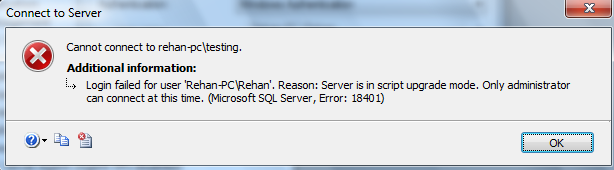 Connect to Server
Cannot connect to rehan-pc\testing.
Additional information:
Login failed for user 'Rehan-PC\Rehan'. Reason: Server is in script upgrade mode. Only administrator
can connect at this time. (Microsoft SQL Server, Error: 18401)
OK